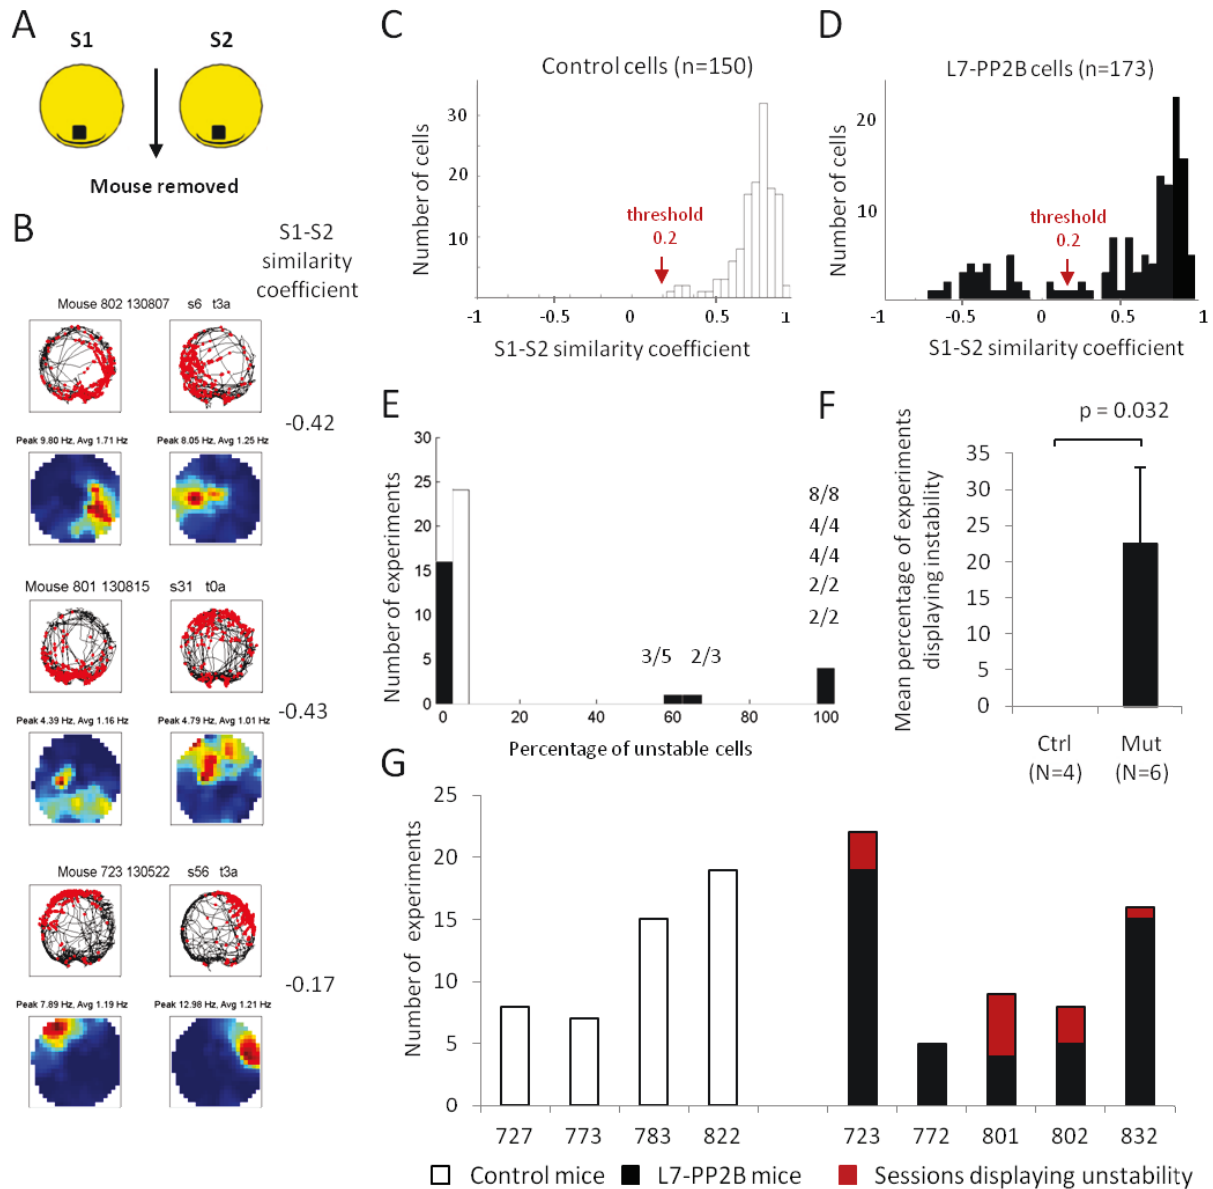 A
S1
S2
Mouse removed
B
S1-S2
similarity
coefficient
Mouse 802 130807 s6 t3a
-0.42
Peak 9.80 Hz, Avg 1.71 Hz
Peak 8.05 Hz, Avg 1.25 Hz
Mouse 801 130815 s31 t0a
-0.43
Peak 4.39 Hz, Avg 1.16 Hz
Peak 4.79 Hz, Avg 1.01 Hz
Mouse 723 130522 s56 t3a
-0.17
Peak 7.89 Hz, Avg 1.19 Hz
Peak 12.98 Hz, Avg 1.21 Hz
C
Control cells (n=150)
Number of cells
30
20
10
threshold
0.2
-1
-0.5
0
0.5
1
S1-S2 similarity coefficient
D
L7-PP2B cells (n=173)
Number of cells
20
10
threshold
0.2
-1
-0.5
0
0.5
1
S1-S2 similarity coefficient
E
Number of experiments
30
25
20
15
10
5
0
8/8
4/4
4/4
2/2
2/2
3/5
2/3
0
20
40
60
80
100
Percentage of unstable cells
F
p = 0.032
Mean percentage of experiments
displaying instability
35
30
25
20
15
10
5
0
Ctrl
(N=4)
Mut
(N=6)
G
Number of experiments
25
20
15
10
5
0
727
773
783
822
723
772
801
802
832
Control mice
L7-PP2B mice
Sessions displaying unstability